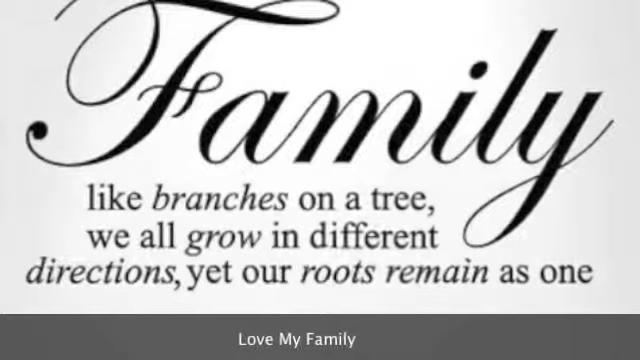 Family
like branches on a tree,
we all grow in different
directions, yet our roots remain as one
Love My Family